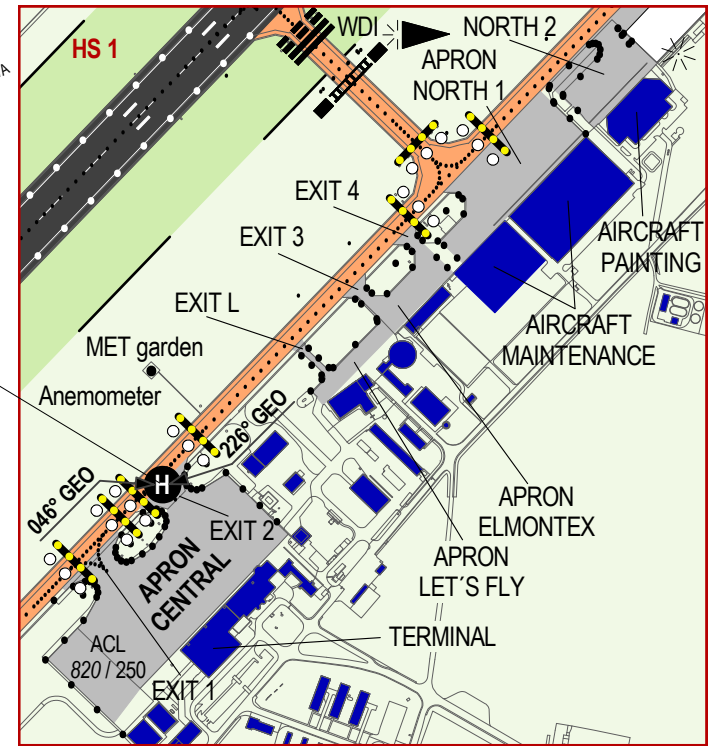 HS 1
WDI
NORTH 2
APRON
NORTH 1
EXIT 4
EXIT 3
AIRCRAFT
PAINTING
EXIT L
MET garden
AIRCRAFT
MAINTENANCE
Anemometer
226° GEO
046° GEO
H
EXIT 2
APRON
ELMONTEX
APRON
CENTRAL
APRON
LET´S FLY
TERMINAL
ACL
820 / 250
EXIT 1